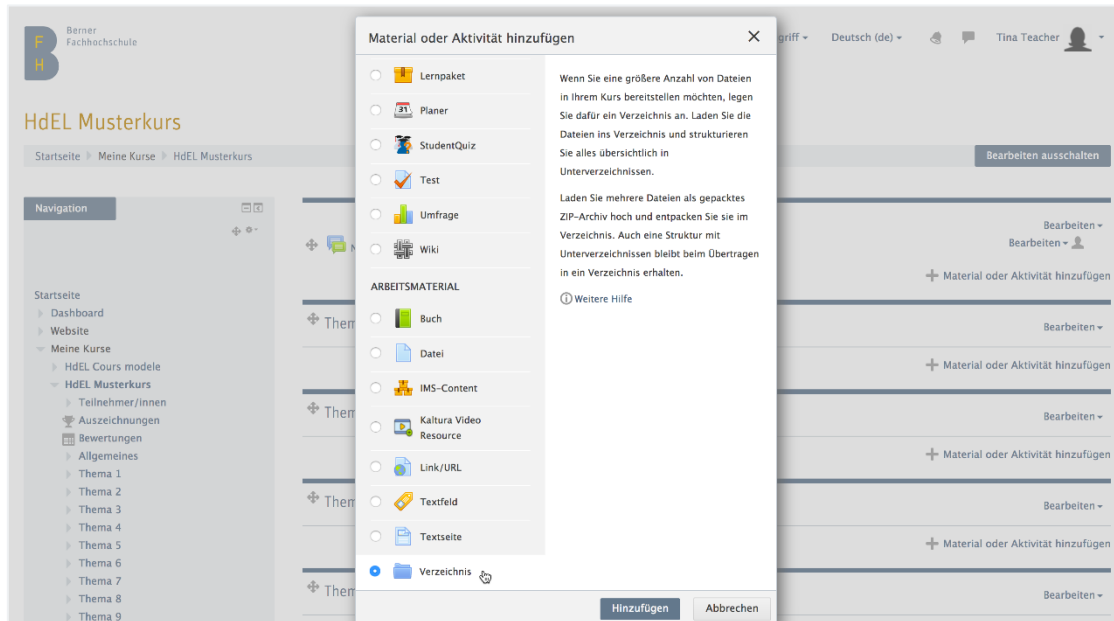 Berner
Fachhochschule
F
B
H
griff
Deutsch (de)
Tina Teacher
HdEL Musterkurs
Startseite
Meine Kurse
HdEL Musterkurs
Bearbeiten ausschalten
Navigation
Startseite
Dashboard
Website
Meine Kurse
HdEL Cours modele
HdEL Musterkurs
Teilnehmer/innen
Auszeichnungen
Bewertungen
Allgemeines
Thema 1
Thema 2
Thema 3
Thema 4
Thema 5
Thema 6
Thema 7
Thema 8
Thema 9
N
Them
Them
Them
Them
Material oder Aktivität hinzufügen
Lernpaket
31
Planer
StudentQuiz
Test
Umfrage
Wiki
ARBEITSMATERIAL
Buch
Datei
IMS-Content
Kaltura Video
Resource
Link/URL
Textfeld
Textseite
Verzeichnis
Wenn Sie eine größere Anzahl von Dateien
in Ihrem Kurs bereitstellen möchten, legen
Sie dafür ein Verzeichnis an. Laden Sie die
Dateien ins Verzeichnis und strukturieren
Sie alles übersichtlich in
Unterverzeichnissen.
Laden Sie mehrere Dateien als gepacktes
ZIP-Archiv hoch und entpacken Sie sie im
Verzeichnis. Auch eine Struktur mit
Unterverzeichnissen bleibt beim Übertragen
in ein Verzeichnis erhalten.
Weitere Hilfe
Hinzufügen
Abbrechen
Bearbeiten
Bearbeiten
Material oder Aktivität hinzufügen
Bearbeiten
Material oder Aktivität hinzufügen
Bearbeiten
Material oder Aktivität hinzufügen
Bearbeiten
Material oder Aktivität hinzufügen
Bearbeiten